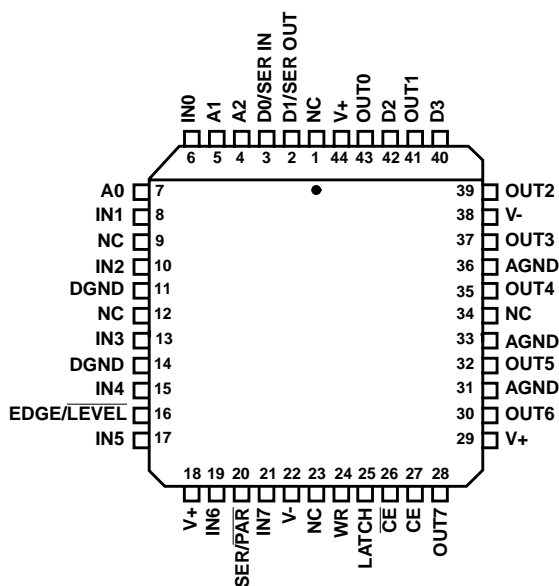 IN0 A1 A2 D0/SER IN D1/SER OUT NC V+ OUT0 D2 OUT1 D3
6 5 4 3 2 1 44 43 42 41 40
A0 7 39 OUT2
IN1 8 38 V-
NC 9 37 OUT3
IN2 10 36 AGND
DGND 11 35 OUT4
NC 12 34 NC
IN3 13 33 AGND
DGND 14 32 OUT5
IN4 15 31 AGND
EDGE/LEVEL 16 30 OUT6
IN5 17 29 V+
18 19 20 21 22 23 24 25 26 27 28
V+ IN6 SER/PAR IN7 V- NC WR LATCH CE CE OUT7